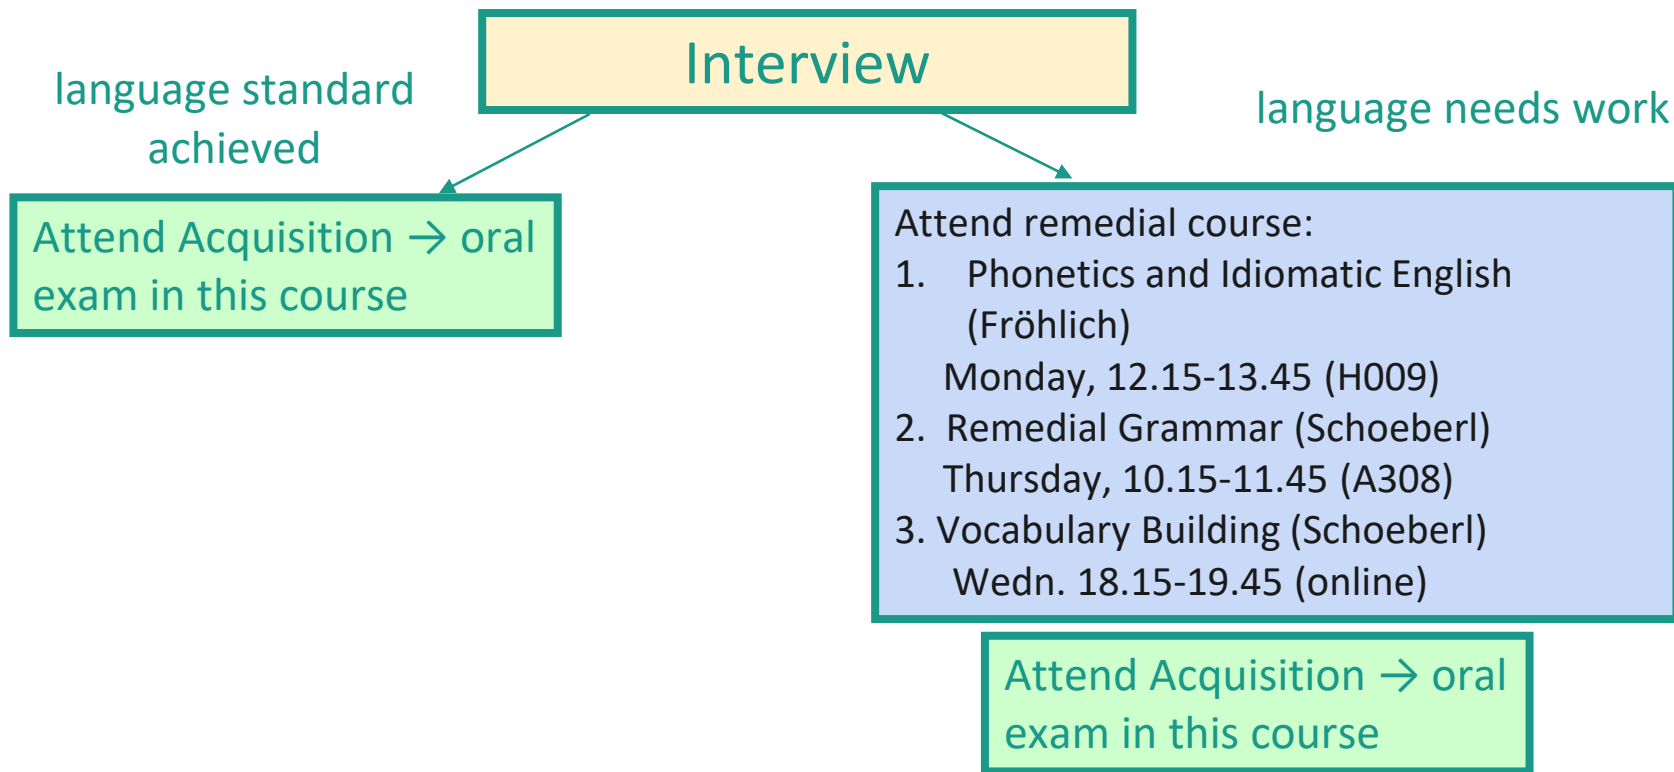 Interview
language standard
achieved
language needs work
Attend Acquisition → oral
exam in this course
Attend remedial course:
1. Phonetics and Idiomatic English
(Fröhlich)
Monday, 12.15-13.45 (H009)
2. Remedial Grammar (Schoeberl)
Thursday, 10.15-11.45 (A308)
3. Vocabulary Building (Schoeberl)
Wedn. 18.15-19.45 (online)
Attend Acquisition → oral
exam in this course